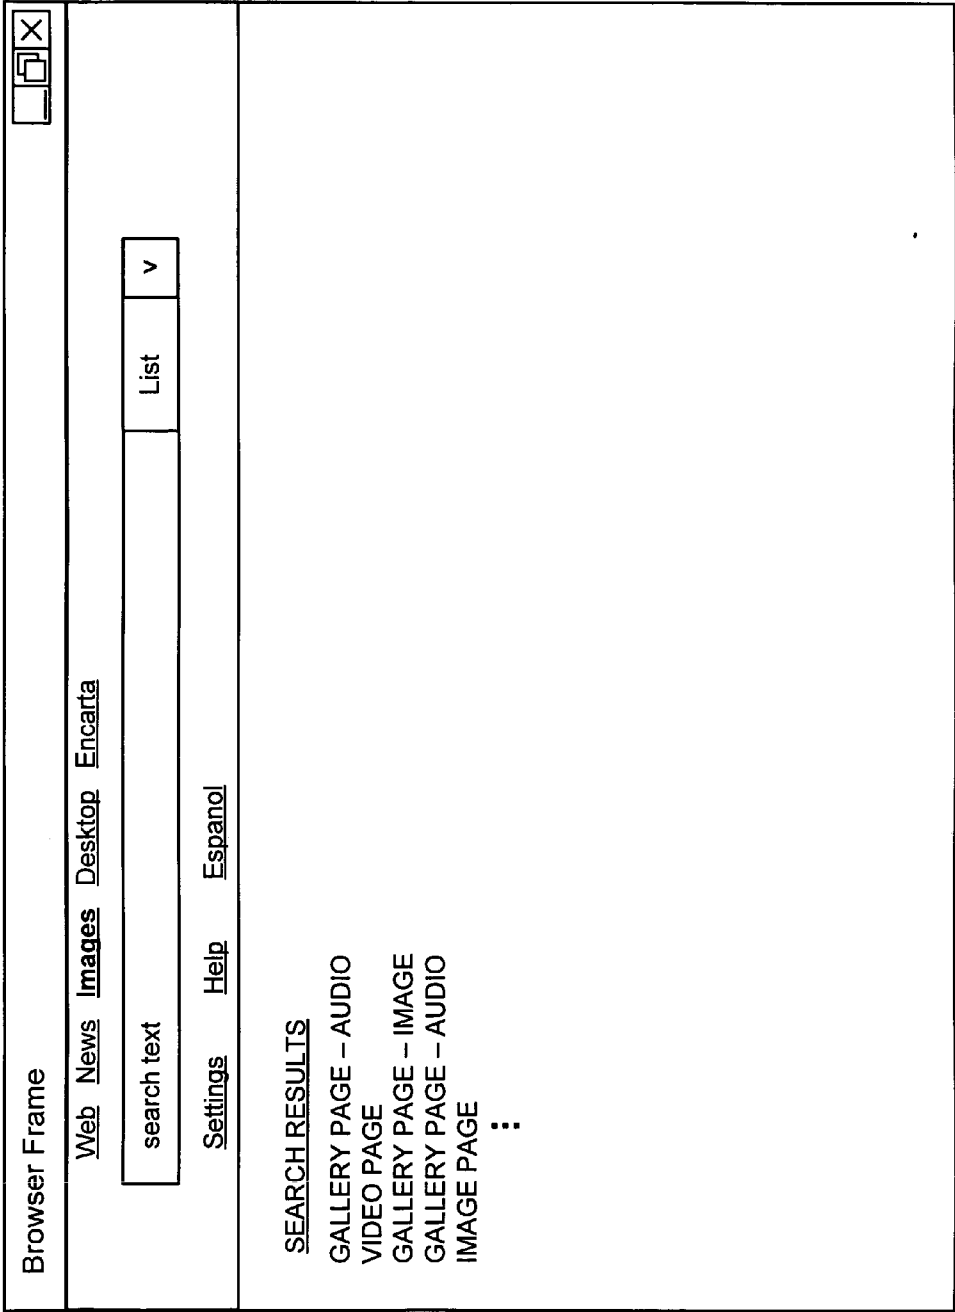 Browser Frame
Web News Images Desktop Encarta
search text List v
Settings Help Espanol
SEARCH RESULTS
GALLERY PAGE – AUDIO
VIDEO PAGE
GALLERY PAGE – IMAGE
GALLERY PAGE – AUDIO
IMAGE PAGE
⋮